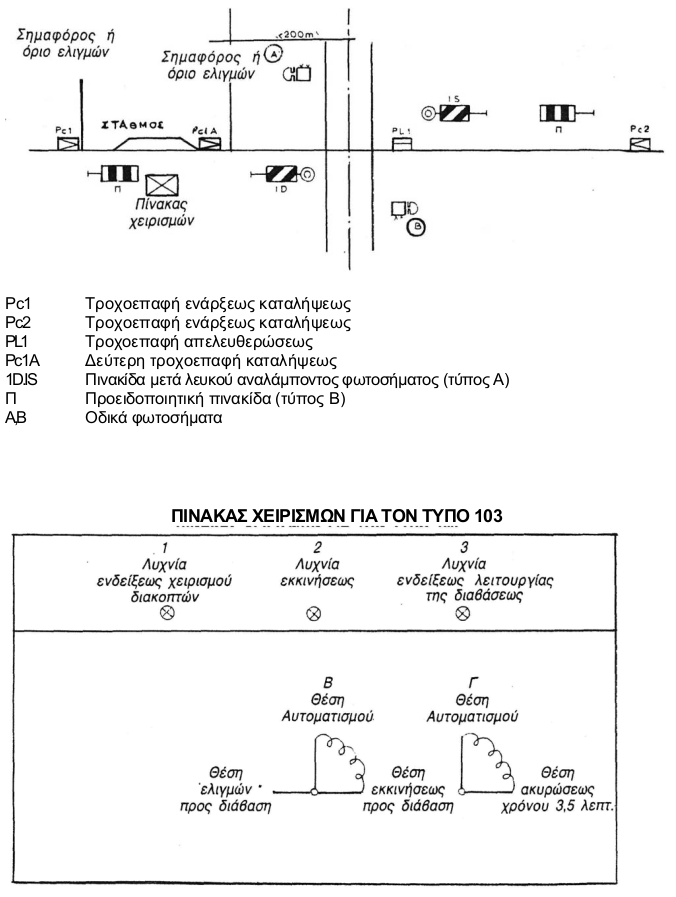 <200m
Σημαφόρος ή
όριο ελιγμών
Σημαφόρος ή
όριο ελιγμών
A
1S
Π
Pc1
ΣΤΑΘΜΟΣ
Pc1A
PL1
Pc2
Π
Πίνακας
χειρισμών
1D
B
Pc1 Τροχοεπαφή ενάρξεως καταλήψεως
Pc2 Τροχοεπαφή ενάρξεως καταλήψεως
PL1 Τροχοεπαφή απελευθερώσεως
Pc1A Δεύτερη τροχοεπαφή καταλήψεως
1D.IS Πινακίδα μετά λευκού αναλάμποντος φωτοσήματος (τύπος Α)
Π Προειδοποιητική πινακίδα (τύπος Β)
Α,Β Οδικά φωτοσήματα
ΠΙΝΑΚΑΣ ΧΕΙΡΙΣΜΩΝ ΓΙΑ ΤΟΝ ΤΥΠΟ 103
1 2 3
Λυχνία Λυχνία Λυχνία
ενδείξεως χειρισμού εκκινήσεως ενδείξεως λειτουργίας
διακοπτών της διαβάσεως
Β Γ
Θέση Θέση
Αυτοματισμού Αυτοματισμού
Θέση Θέση Θέση
ελιγμών εκκινήσεως ακυρώσεως
προς διάβαση προς διάβαση χρόνου 3,5 λεπτ.